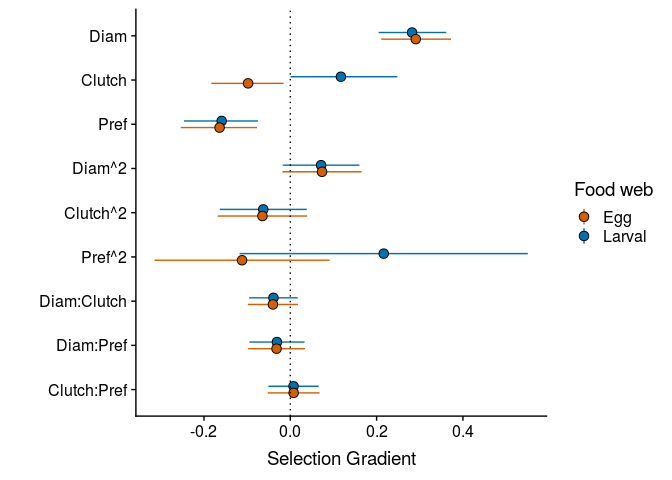 Diam
Clutch
Pref
Diam^2
Clutch^2
Pref^2
Diam:Clutch
Diam:Pref
Clutch:Pref
-0.2 0.0 0.2 0.4
Selection Gradient
Food web
Egg
Larval